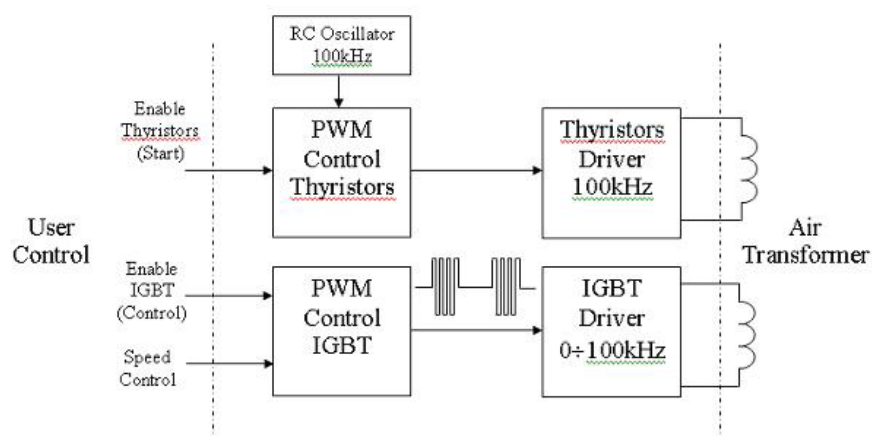 RC Oscillator
100kHz
Enable
Thyristors
(Start)
PWM
Control
Thyristors
Thyristors
Driver
100kHz
User
Control
Air
Transformer
Enable
IGBT
(Control)
Speed
Control
PWM
Control
IGBT
IGBT
Driver
0÷100kHz